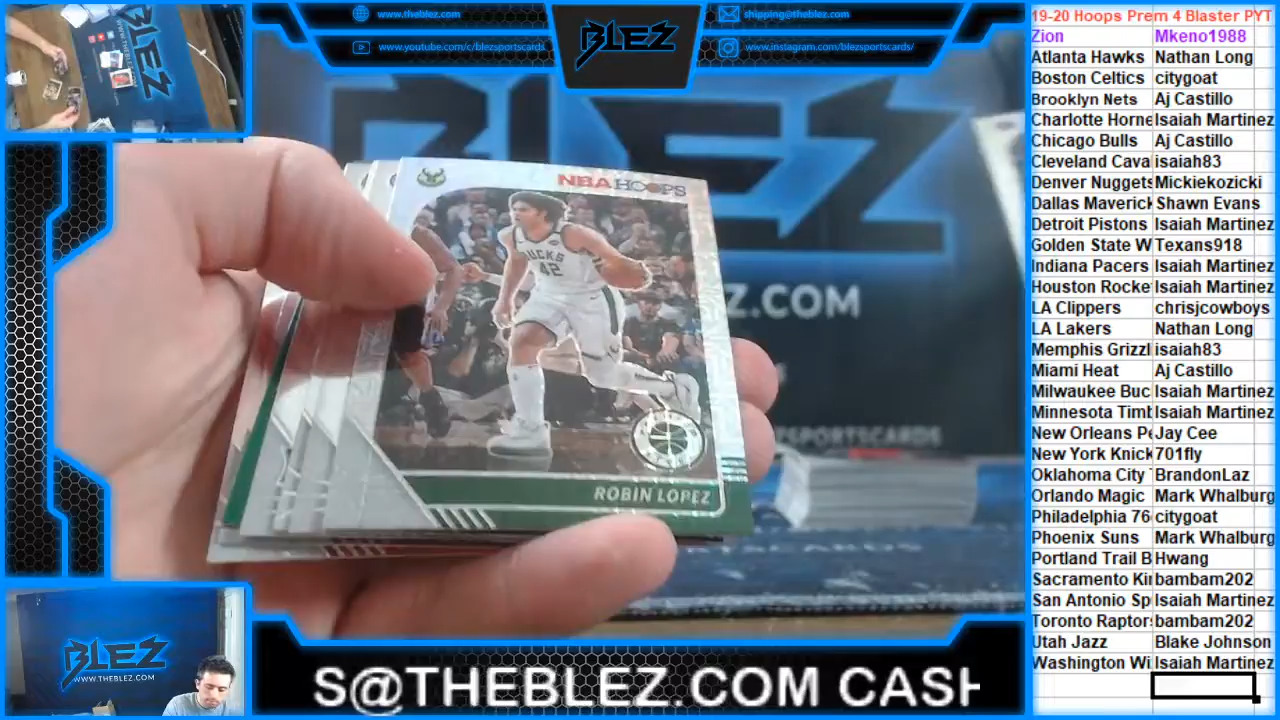 www.theblez.com
shipping@theblez.com
www.youtube.com/c/blezsportscards
www.instagram.com/blezsportscards/
BLEZ
19-20 Hoops Prem 4 Blaster PYT
Zion Mkeno1988
Atlanta Hawks Nathan Long
Boston Celtics citygoat
Brooklyn Nets Aj Castillo
Charlotte Horne Isaiah Martinez
Chicago Bulls Aj Castillo
Cleveland Cava isaiah83
Denver Nuggets Mickiekozicki
Dallas Maverick Shawn Evans
Detroit Pistons Isaiah Martinez
Golden State W Texans918
Indiana Pacers Isaiah Martinez
Houston Rocke Isaiah Martinez
LA Clippers chrisjcowboys
LA Lakers Nathan Long
Memphis Grizzl isaiah83
Miami Heat Aj Castillo
Milwaukee Buc Isaiah Martinez
Minnesota Timb Isaiah Martinez
New Orleans Pe Jay Cee
New York Knick 701fly
Oklahoma City BrandonLaz
Orlando Magic Mark Whalburg
Philadelphia 76 citygoat
Phoenix Suns Mark Whalburg
Portland Trail B Hwang
Sacramento Kin bambam202
San Antonio Sp Isaiah Martinez
Toronto Raptors bambam202
Utah Jazz Blake Johnson
Washington Wi Isaiah Martinez
BLEZ
NBA HOOPS
BUCKS
42
ROBIN LOPEZ
Z.COM
ZSPORTSCARDS
BLEZ
WWW.THEBLEZ.COM
S@THEBLEZ.COM CASH